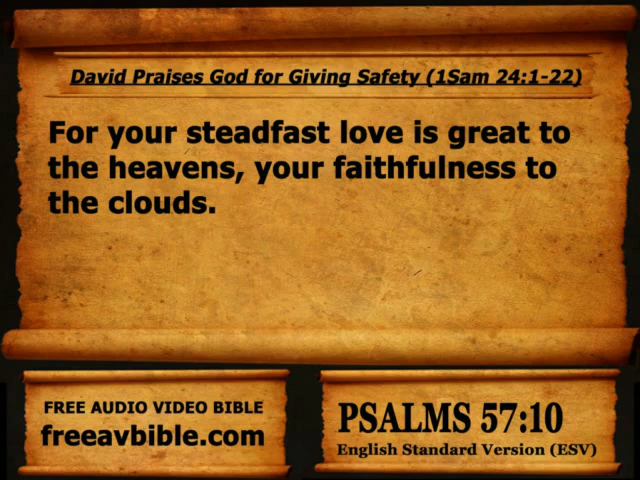 David Praises God for Giving Safety (1Sam 24:1-22)
For your steadfast love is great to
the heavens, your faithfulness to
the clouds.
FREE AUDIO VIDEO BIBLE
freeavbible.com
PSALMS 57:10
English Standard Version (ESV)